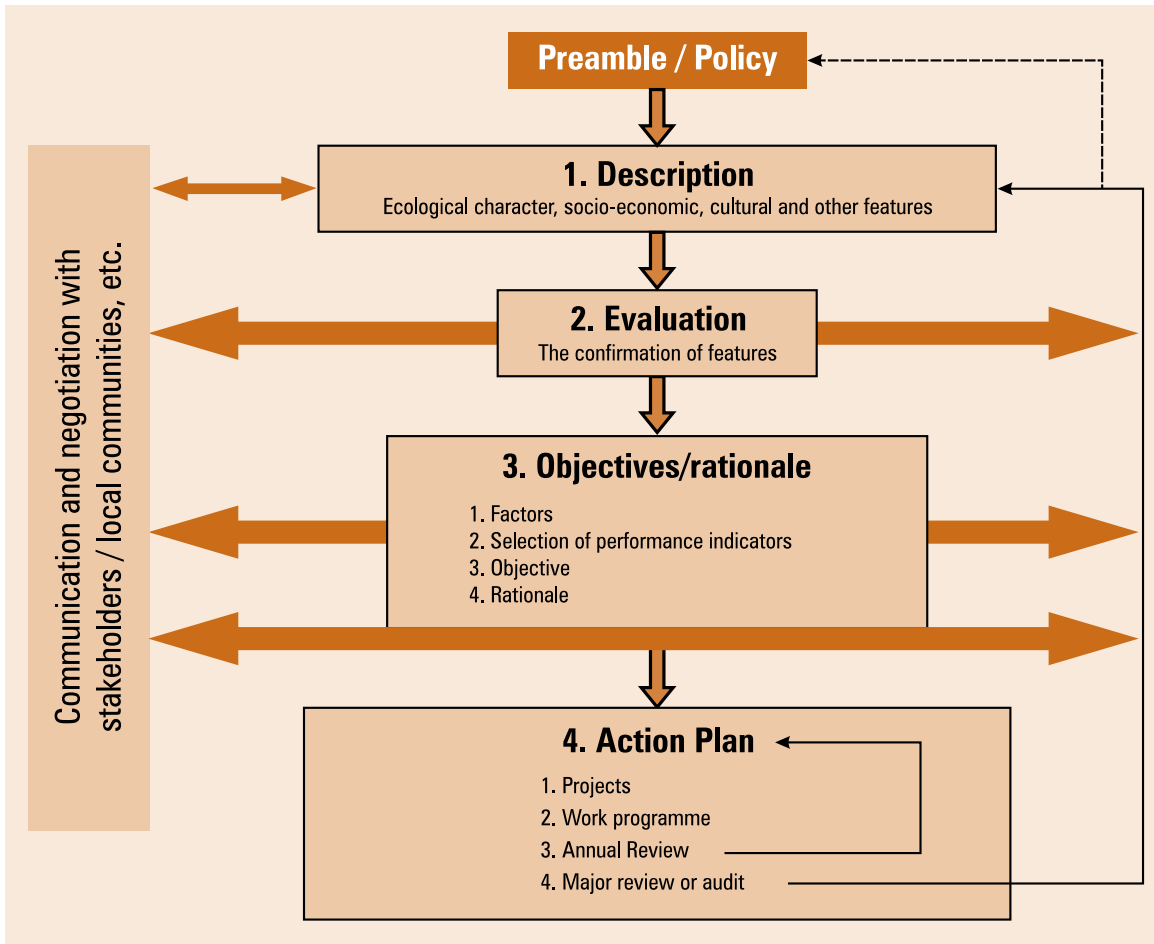 Preamble / Policy
1. Description
Ecological character, socio-economic, cultural and other features
Communication and negotiation with
stakeholders / local communities, etc.
2. Evaluation
The confirmation of features
3. Objectives/rationale
1. Factors
2. Selection of performance indicators
3. Objective
4. Rationale
4. Action Plan
1. Projects
2. Work programme
3. Annual Review
4. Major review or audit